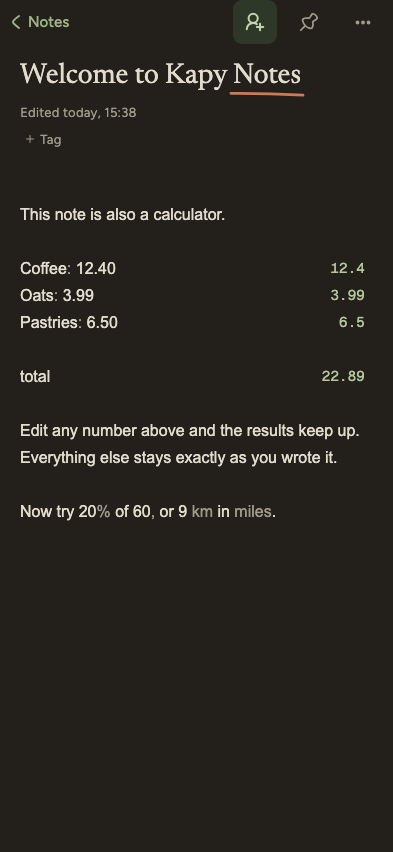 Notes
Welcome to Kapy Notes
Edited today, 15:38
+ Tag
This note is also a calculator.
Coffee: 12.40 12.4
Oats: 3.99 3.99
Pastries: 6.50 6.5
total 22.89
Edit any number above and the results keep up.
Everything else stays exactly as you wrote it.
Now try 20% of 60, or 9 km in miles.